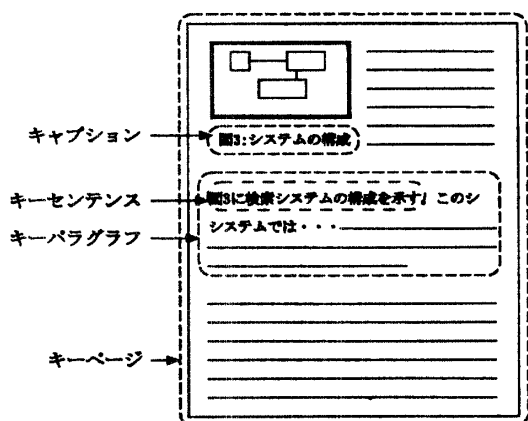 キャプション
図3:システムの構成
キーセンテンス
図3に検索システムの構成を示す/ このシ
キーパラグラフ
システムでは・・・
キーページ